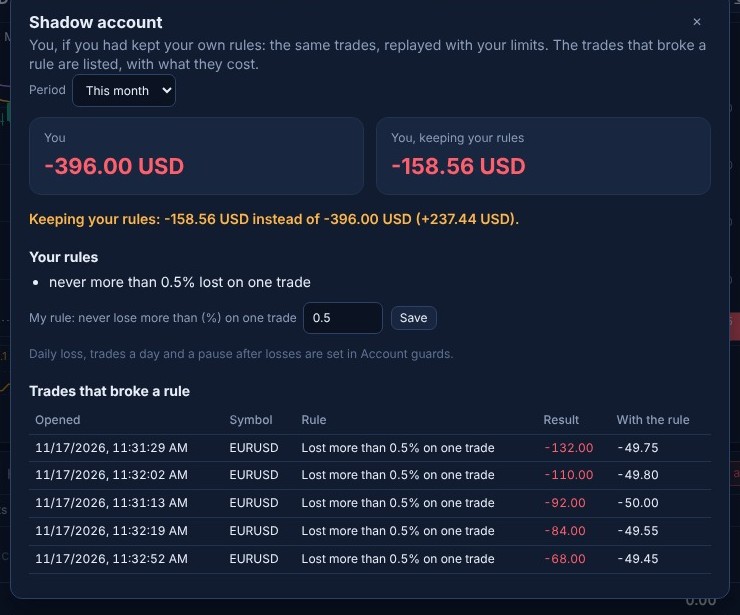 Shadow account
×
You, if you had kept your own rules: the same trades, replayed with your limits. The trades that broke a
rule are listed, with what they cost.
Period This month
You
-396.00 USD
You, keeping your rules
-158.56 USD
Keeping your rules: -158.56 USD instead of -396.00 USD (+237.44 USD).
Your rules
• never more than 0.5% lost on one trade
My rule: never lose more than (%) on one trade 0.5 Save
Daily loss, trades a day and a pause after losses are set in Account guards.
Trades that broke a rule
Opened Symbol Rule Result With the rule
11/17/2026, 11:31:29 AM EURUSD Lost more than 0.5% on one trade -132.00 -49.75
11/17/2026, 11:32:02 AM EURUSD Lost more than 0.5% on one trade -110.00 -49.80
11/17/2026, 11:31:13 AM EURUSD Lost more than 0.5% on one trade -92.00 -50.00
11/17/2026, 11:32:19 AM EURUSD Lost more than 0.5% on one trade -84.00 -49.55
11/17/2026, 11:32:52 AM EURUSD Lost more than 0.5% on one trade -68.00 -49.45
0.00